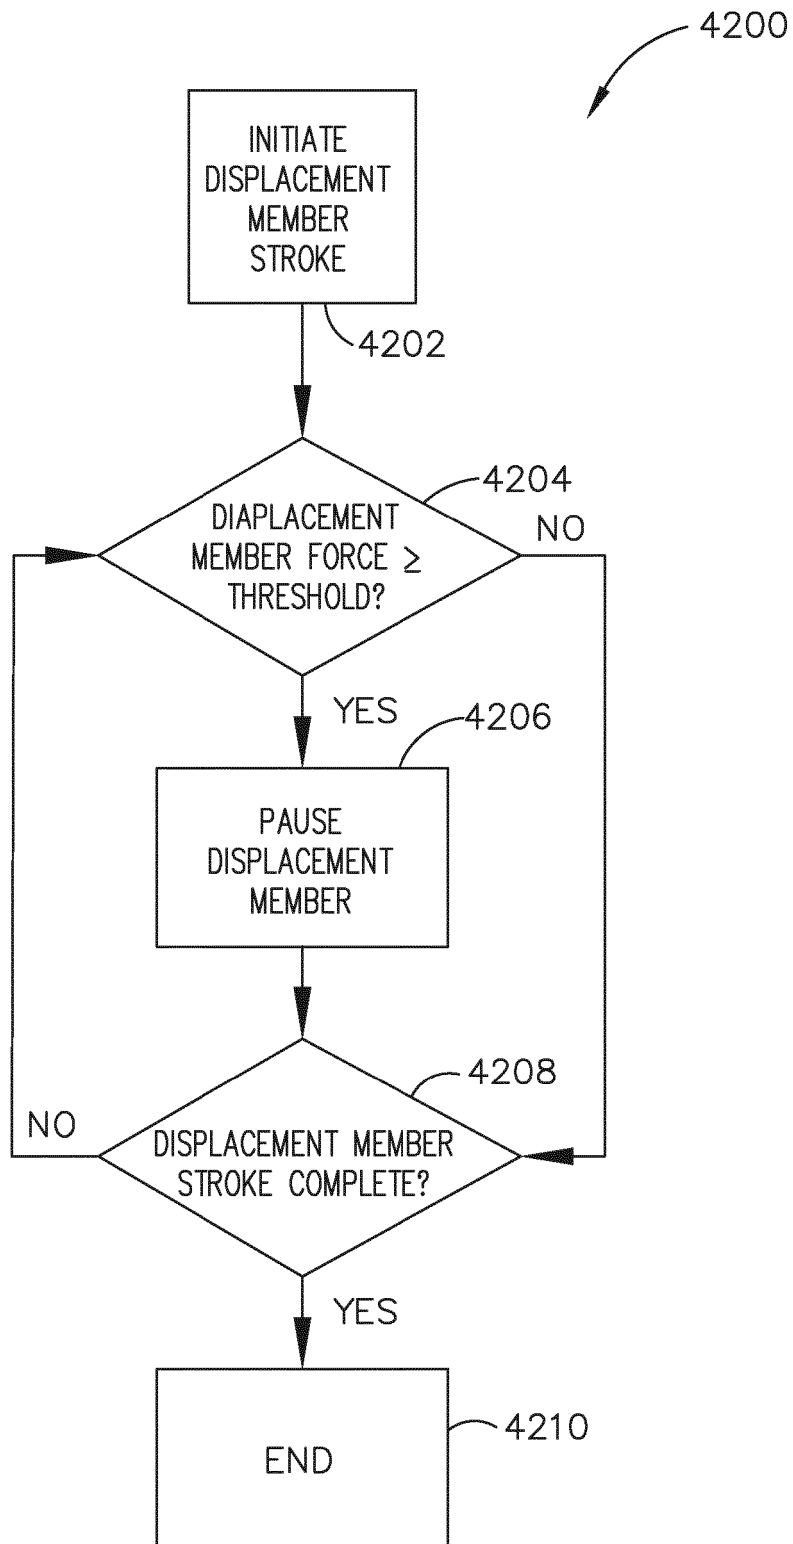 4200
INITIATE
DISPLACEMENT
MEMBER
STROKE
4202
4204
DIAPLACEMENT
MEMBER FORCE ≥
THRESHOLD?
NO
YES
4206
PAUSE
DISPLACEMENT
MEMBER
4208
NO
DISPLACEMENT MEMBER
STROKE COMPLETE?
YES
4210
END